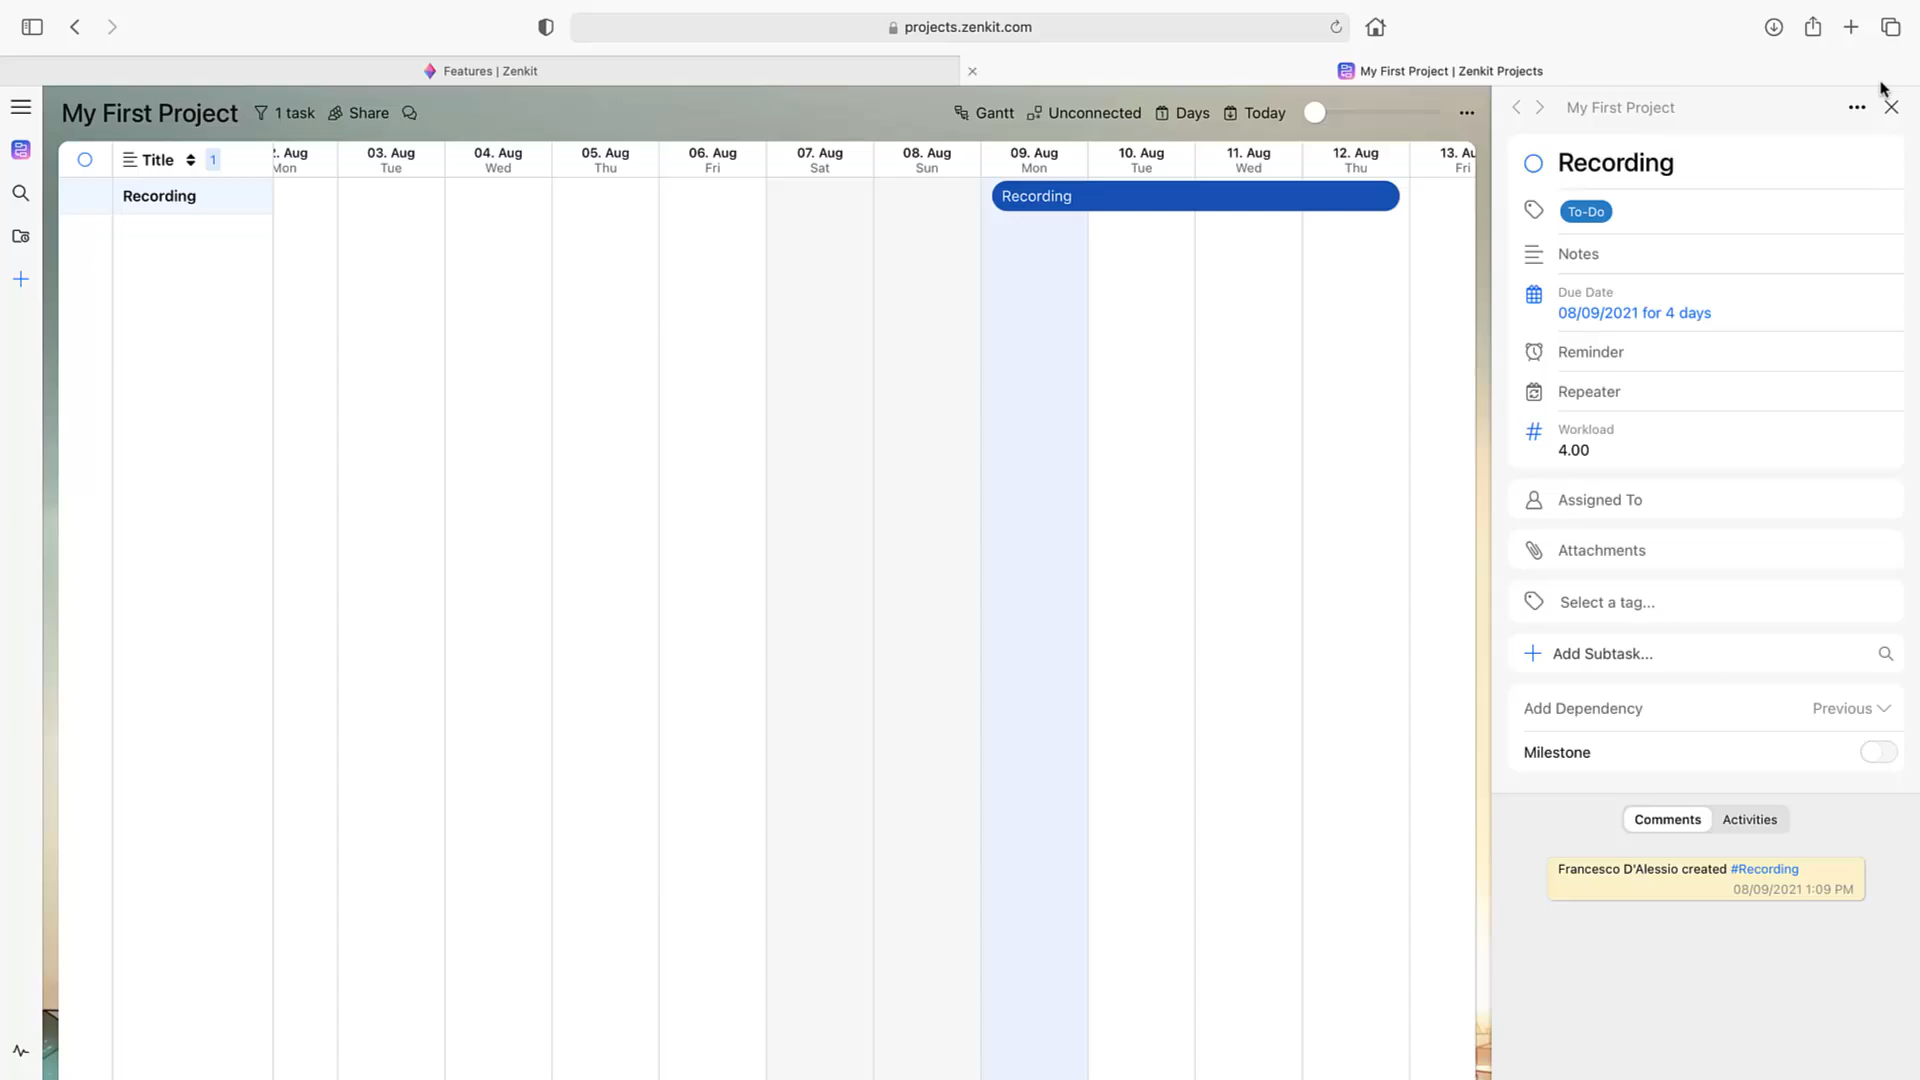 projects.zenkit.com
Features | Zenkit
My First Project | Zenkit Projects
My First Project 1 task Share Gantt Unconnected Days Today
My First Project
Title 1
2. Aug 03. Aug 04. Aug 05. Aug 06. Aug 07. Aug 08. Aug 09. Aug 10. Aug 11. Aug 12. Aug 13. Au
Mon Tue Wed Thu Fri Sat Sun Mon Tue Wed Thu Fri
Recording
Recording
Recording
To-Do
Notes
Due Date
08/09/2021 for 4 days
Reminder
Repeater
Workload
4.00
Assigned To
Attachments
Select a tag...
Add Subtask...
Add Dependency Previous
Milestone
Comments Activities
Francesco D'Alessio created #Recording
08/09/2021 1:09 PM